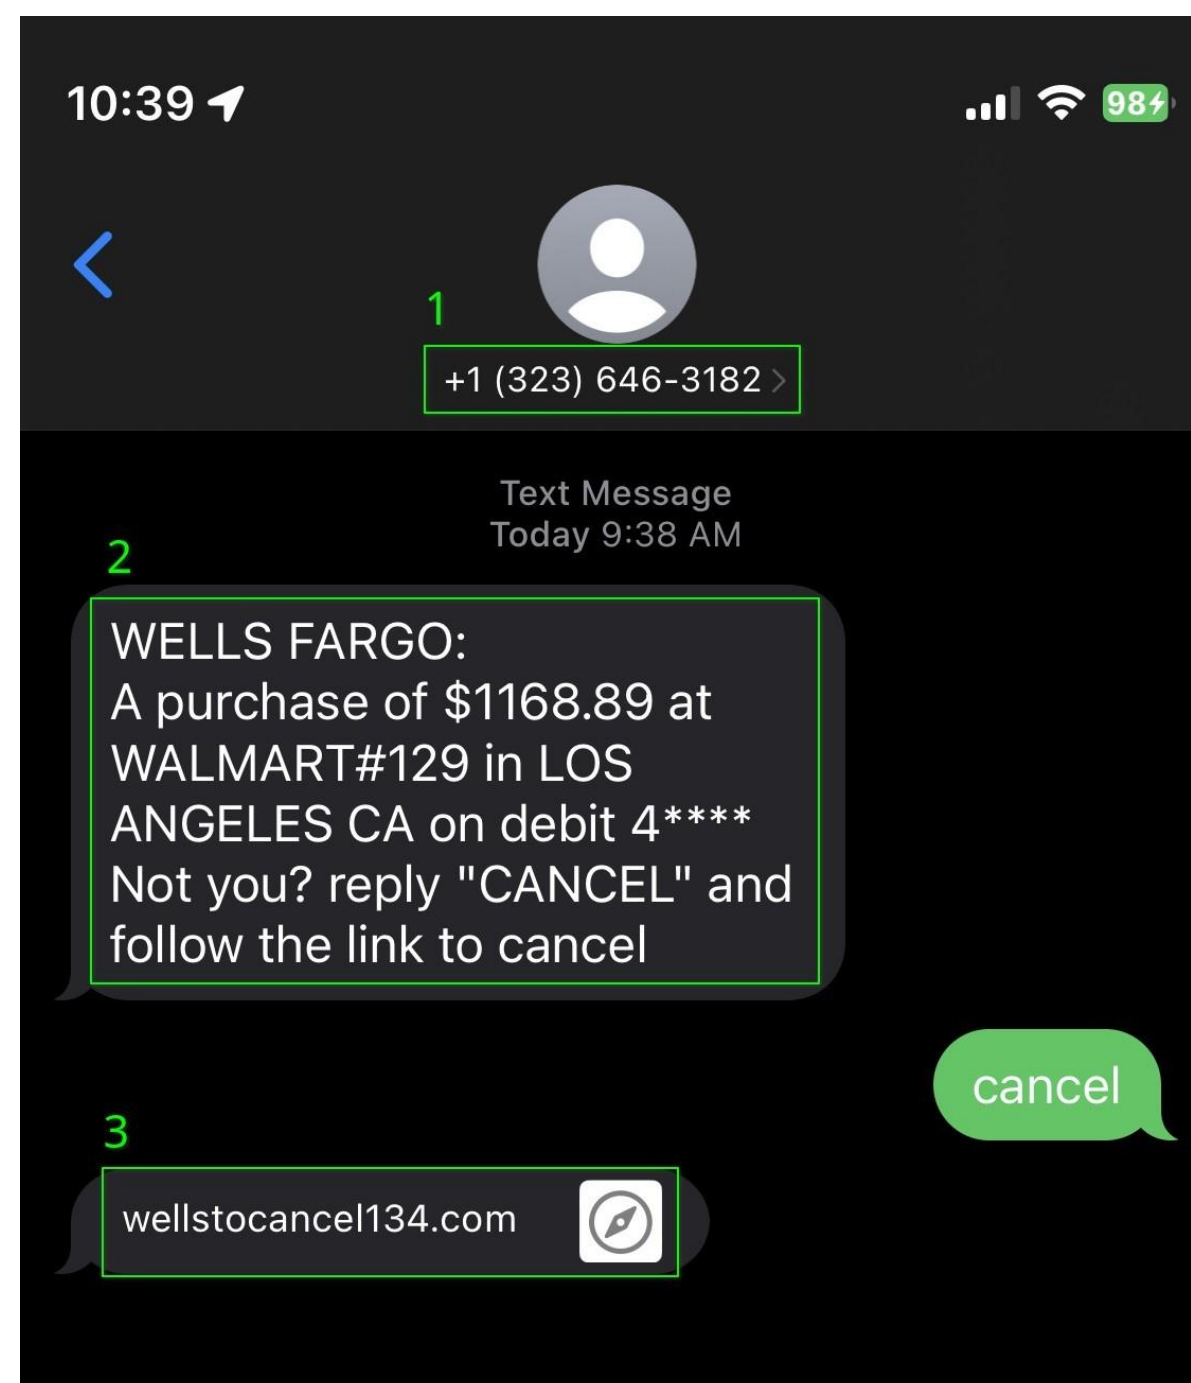 10:39
98
1
+1 (323) 646-3182
Text Message
Today 9:38 AM
2
WELLS FARGO:
A purchase of $1168.89 at
WALMART#129 in LOS
ANGELES CA on debit 4****
Not you? reply "CANCEL" and
follow the link to cancel
cancel
3
wellstocancel134.com